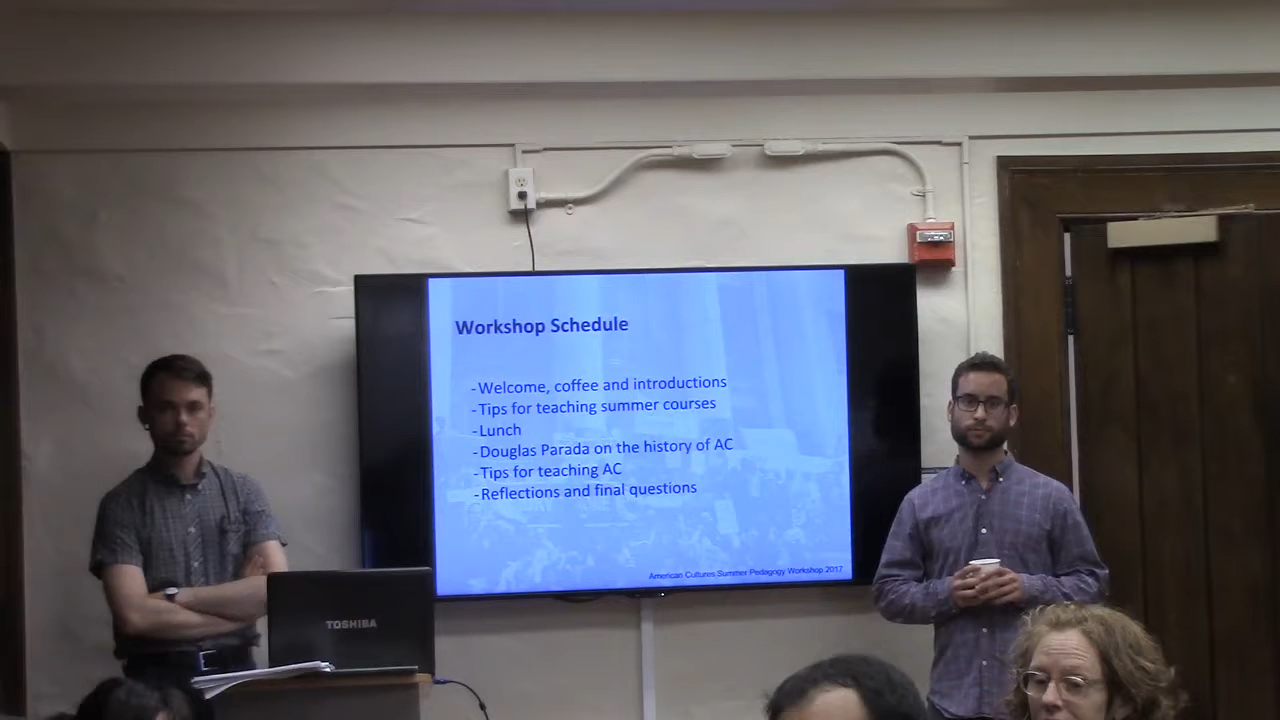 Workshop Schedule
-Welcome, coffee and introductions
-Tips for teaching summer courses
-Lunch
-Douglas Parada on the history of AC
-Tips for teaching AC
-Reflections and final questions
American Cultures Summer Pedagogy Workshop 2017
TOSHIBA